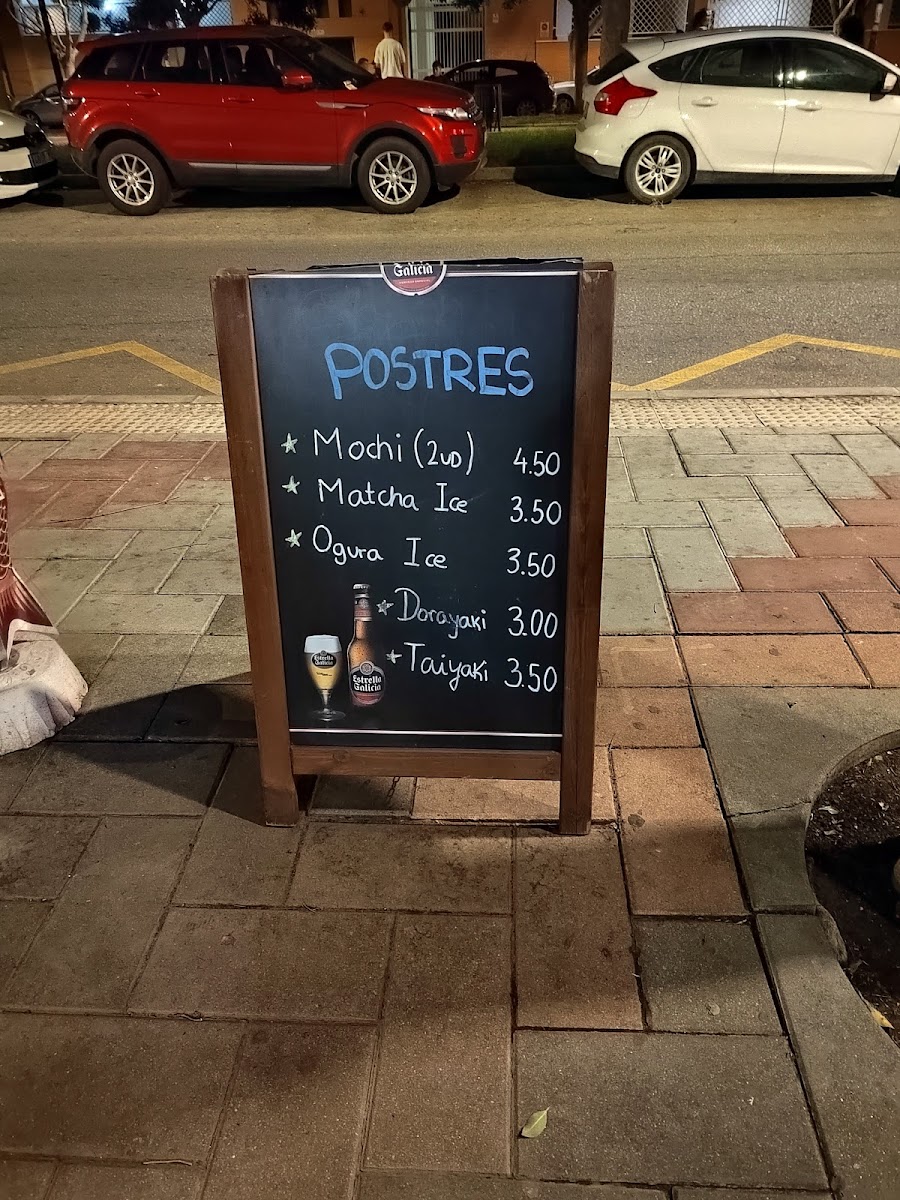 Galicia
POSTRES
Mochi (2UD) 4.50
Matcha Ice 3.50
Ogura Ice 3.50
Dorayaki 3.00
Taiyaki 3.50
Estrella
Galicia
Estrella
Galicia